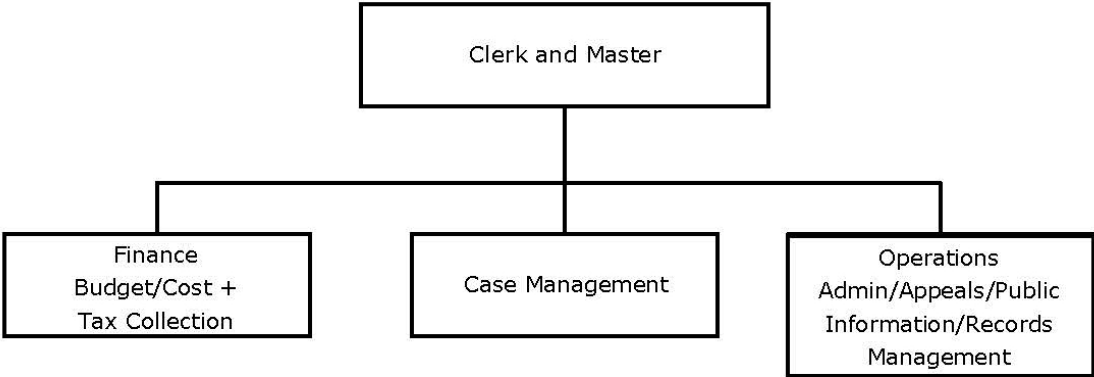 Clerk and Master
Finance
Budget/Cost +
Tax Collection
Case Management
Operations
Admin/Appeals/Public
Information/Records
Management